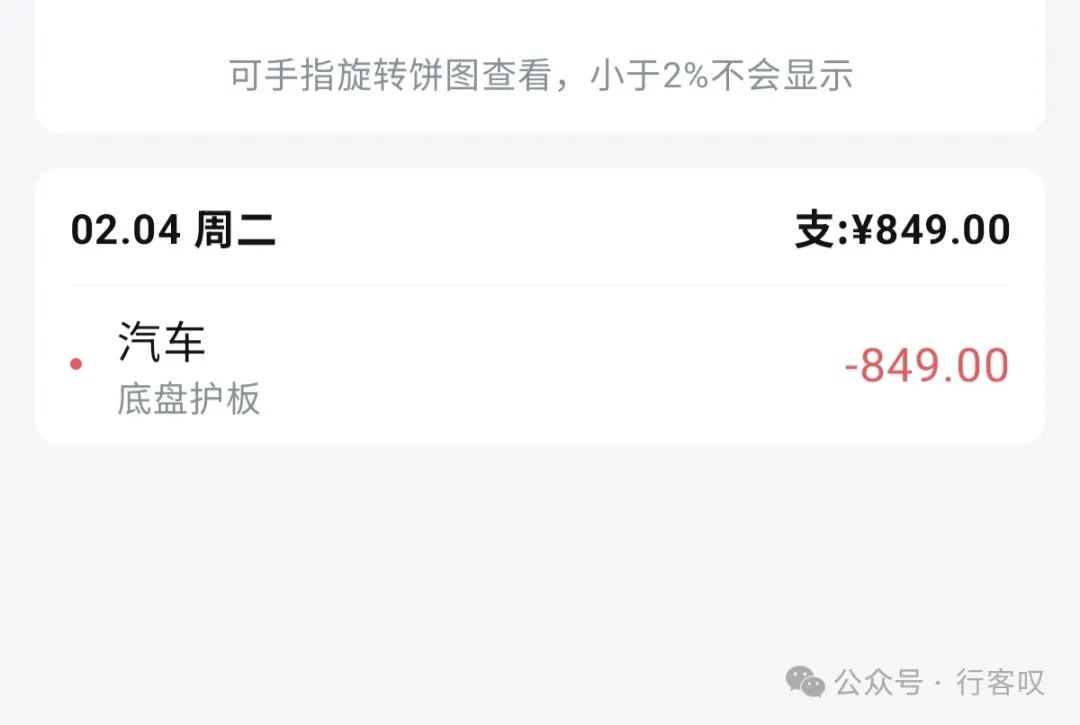 可手指旋转饼图查看，小于2%不会显示
02.04 周二 支:¥849.00
汽车
-849.00
底盘护板
公众号 · 行客叹